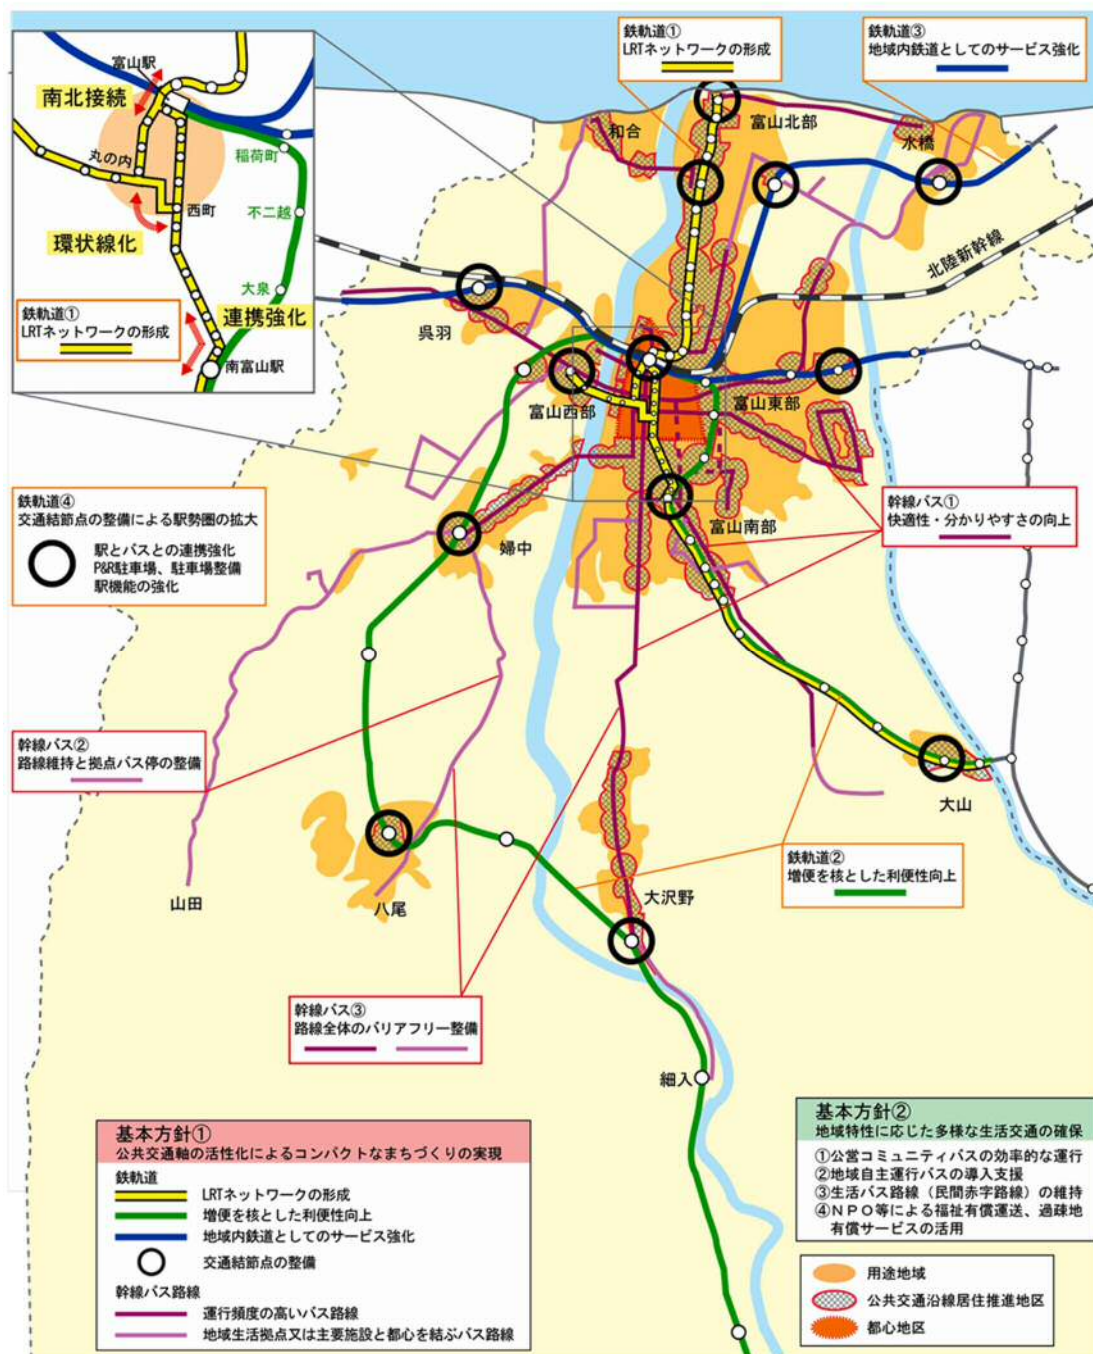 富山駅
南北接続
丸の内
稲荷町
西町
不二越
環状線化
大泉
連携強化
鉄軌道①
LRTネットワークの形成
南富山駅
鉄軌道①
LRTネットワークの形成
鉄軌道③
地域内鉄道としてのサービス強化
富山北部
和合
水橋
北陸新幹線
呉羽
富山西部
富山東部
鉄軌道④
交通結節点の整備による駅勢圏の拡大
駅とバスとの連携強化
P&R駐車場、駐車場整備
駅機能の強化
婦中
富山南部
幹線バス①
快適性・分かりやすさの向上
幹線バス②
路線維持と拠点バス停の整備
大山
鉄軌道②
増便を核とした利便性向上
山田
八尾
大沢野
幹線バス③
路線全体のバリアフリー整備
細入
基本方針①
公共交通軸の活性化によるコンパクトなまちづくりの実現
鉄軌道
LRTネットワークの形成
増便を核とした利便性向上
地域内鉄道としてのサービス強化
交通結節点の整備
幹線バス路線
運行頻度の高いバス路線
地域生活拠点又は主要施設と都心を結ぶバス路線
基本方針②
地域特性に応じた多様な生活交通の確保
①公営コミュニティバスの効率的な運行
②地域自主運行バスの導入支援
③生活バス路線（民間赤字路線）の維持
④ＮＰＯ等による福祉有償運送、過疎地
有償サービスの活用
用途地域
公共交通沿線居住推進地区
都心地区